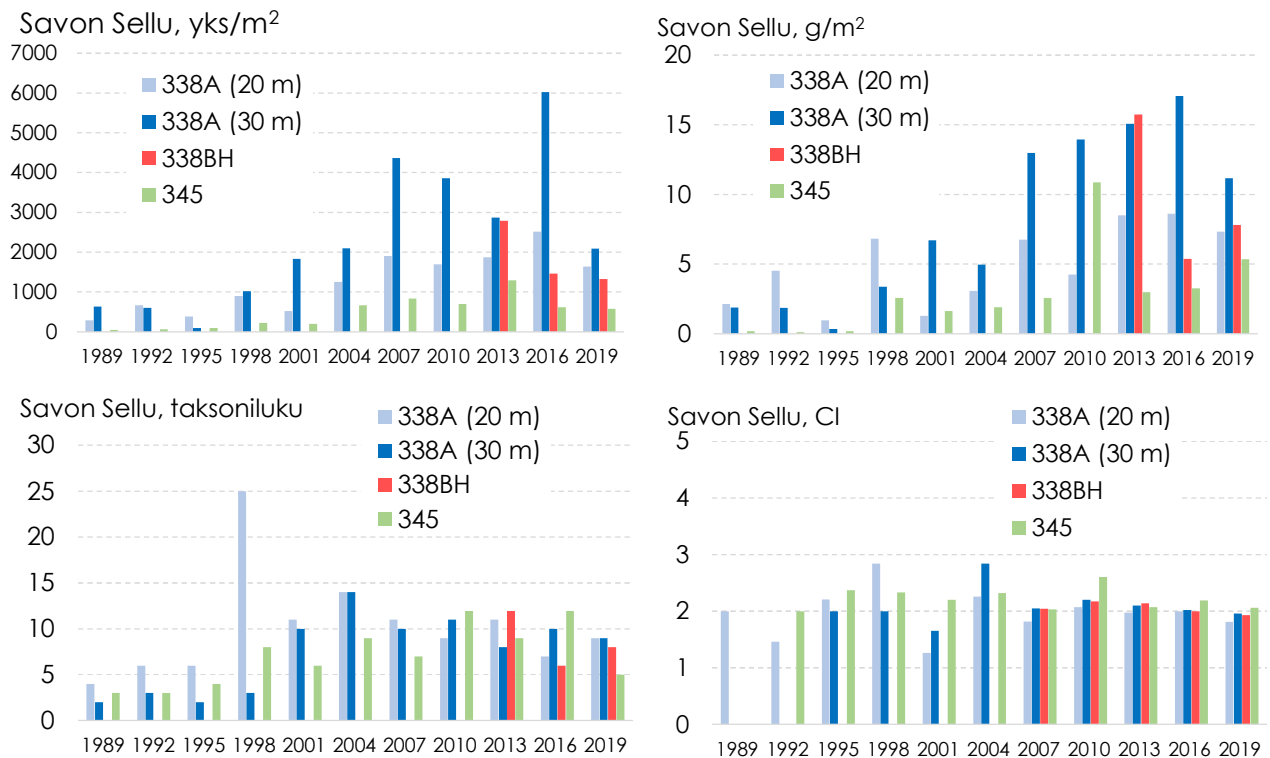 Savon Sellu, yks/m²
7000
6000
5000
4000
3000
2000
1000
0
338A (20 m)
338A (30 m)
338BH
345
1989 1992 1995 1998 2001 2004 2007 2010 2013 2016 2019
Savon Sellu, g/m²
20
15
10
5
0
338A (20 m)
338A (30 m)
338BH
345
1989 1992 1995 1998 2001 2004 2007 2010 2013 2016 2019
Savon Sellu, taksoniluku
30
25
20
15
10
5
0
338A (20 m)
338A (30 m)
338BH
345
1989 1992 1995 1998 2001 2004 2007 2010 2013 2016 2019
Savon Sellu, CI
5
4
3
2
1
0
338A (20 m)
338A (30 m)
338BH
345
1989 1992 1995 1998 2001 2004 2007 2010 2013 2016 2019